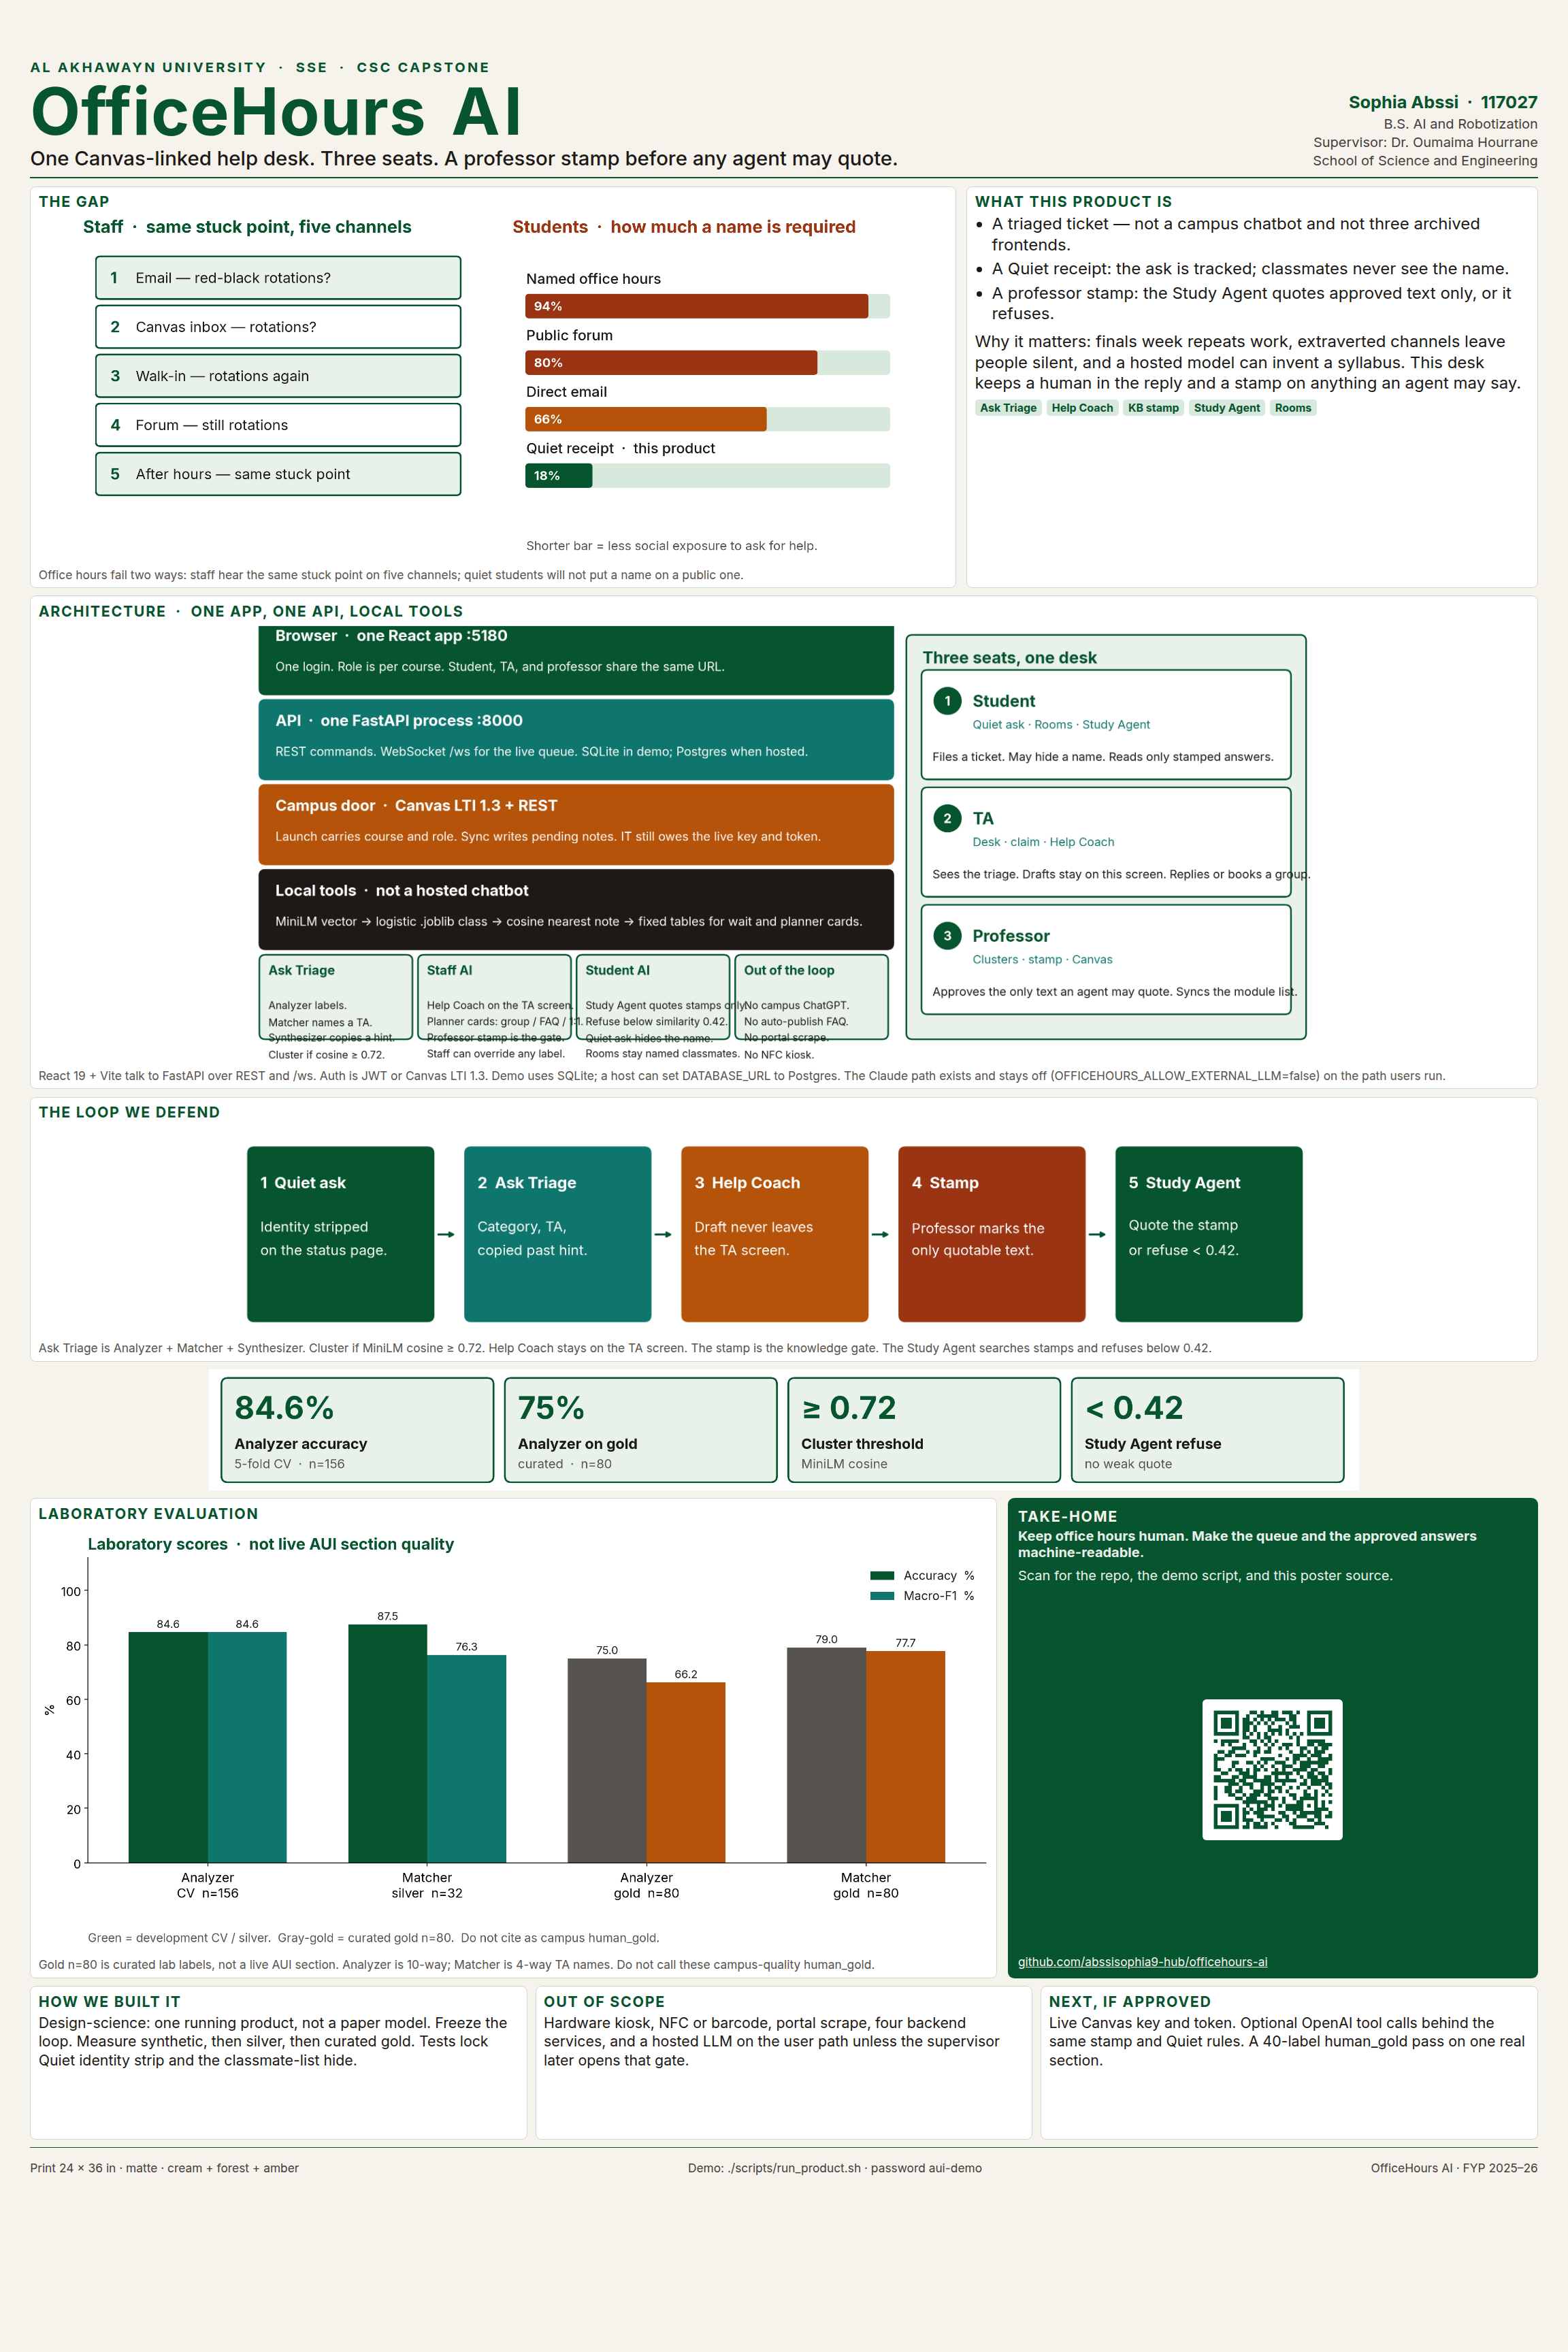 AL AKHAWAYN UNIVERSITY · SSE · CSC CAPSTONE
OfficeHours AI
One Canvas-linked help desk. Three seats. A professor stamp before any agent may quote.
Sophia Abssi · 117027
B.S. AI and Robotization
Supervisor: Dr. Oumaima Hourrane
School of Science and Engineering
THE GAP
Staff · same stuck point, five channels
1 Email — red-black rotations?
2 Canvas inbox — rotations?
3 Walk-in — rotations again
4 Forum — still rotations
5 After hours — same stuck point
Students · how much a name is required
Named office hours
94%
Public forum
80%
Direct email
66%
Quiet receipt · this product
18%
Shorter bar = less social exposure to ask for help.
Office hours fail two ways: staff hear the same stuck point on five channels; quiet students will not put a name on a public one.
WHAT THIS PRODUCT IS
• A triaged ticket — not a campus chatbot and not three archived
frontends.
• A Quiet receipt: the ask is tracked; classmates never see the name.
• A professor stamp: the Study Agent quotes approved text only, or it
refuses.
Why it matters: finals week repeats work, extraverted channels leave
people silent, and a hosted model can invent a syllabus. This desk
keeps a human in the reply and a stamp on anything an agent may say.
Ask Triage Help Coach KB stamp Study Agent Rooms
ARCHITECTURE · ONE APP, ONE API, LOCAL TOOLS
Browser · one React app :5180
One login. Role is per course. Student, TA, and professor share the same URL.
API · one FastAPI process :8000
REST commands. WebSocket /ws for the live queue. SQLite in demo; Postgres when hosted.
Campus door · Canvas LTI 1.3 + REST
Launch carries course and role. Sync writes pending notes. IT still owes the live key and token.
Local tools · not a hosted chatbot
MiniLM vector → logistic .joblib class → cosine nearest note → fixed tables for wait and planner cards.
Ask Triage
Analyzer labels.
Matcher names a TA.
Synthesizer copies a hint.
Cluster if cosine ≥ 0.72.
Staff AI
Help Coach on the TA screen.
Planner cards: group / FAQ / 1:1.
Professor stamp is the gate.
Staff can override any label.
Student AI
Study Agent quotes stamps only.
Refuse below similarity 0.42.
Quiet ask hides the name.
Rooms stay named classmates.
Out of the loop
No campus ChatGPT.
No auto-publish FAQ.
No portal scrape.
No NFC kiosk.
Three seats, one desk
1 Student
Quiet ask · Rooms · Study Agent
Files a ticket. May hide a name. Reads only stamped answers.
2 TA
Desk · claim · Help Coach
Sees the triage. Drafts stay on this screen. Replies or books a group.
3 Professor
Clusters · stamp · Canvas
Approves the only text an agent may quote. Syncs the module list.
React 19 + Vite talk to FastAPI over REST and /ws. Auth is JWT or Canvas LTI 1.3. Demo uses SQLite; a host can set DATABASE_URL to Postgres. The Claude path exists and stays off (OFFICEHOURS_ALLOW_EXTERNAL_LLM=false) on the path users run.
THE LOOP WE DEFEND
1 Quiet ask
Identity stripped
on the status page.
2 Ask Triage
Category, TA,
copied past hint.
3 Help Coach
Draft never leaves
the TA screen.
4 Stamp
Professor marks the
only quotable text.
5 Study Agent
Quote the stamp
or refuse < 0.42.
Ask Triage is Analyzer + Matcher + Synthesizer. Cluster if MiniLM cosine ≥ 0.72. Help Coach stays on the TA screen. The stamp is the knowledge gate. The Study Agent searches stamps and refuses below 0.42.
84.6%
Analyzer accuracy
5-fold CV · n=156
75%
Analyzer on gold
curated · n=80
≥ 0.72
Cluster threshold
MiniLM cosine
< 0.42
Study Agent refuse
no weak quote
LABORATORY EVALUATION
Laboratory scores · not live AUI section quality
Accuracy %
Macro-F1 %
%
100
80
60
40
20
0
84.6 84.6
87.5 76.3
75.0 66.2
79.0 77.7
Analyzer
CV n=156
Matcher
silver n=32
Analyzer
gold n=80
Matcher
gold n=80
Green = development CV / silver. Gray-gold = curated gold n=80. Do not cite as campus human_gold.
Gold n=80 is curated lab labels, not a live AUI section. Analyzer is 10-way; Matcher is 4-way TA names. Do not call these campus-quality human_gold.
TAKE-HOME
Keep office hours human. Make the queue and the approved answers
machine-readable.
Scan for the repo, the demo script, and this poster source.
github.com/abssisophia9-hub/officehours-ai
HOW WE BUILT IT
Design-science: one running product, not a paper model. Freeze the
loop. Measure synthetic, then silver, then curated gold. Tests lock
Quiet identity strip and the classmate-list hide.
OUT OF SCOPE
Hardware kiosk, NFC or barcode, portal scrape, four backend
services, and a hosted LLM on the user path unless the supervisor
later opens that gate.
NEXT, IF APPROVED
Live Canvas key and token. Optional OpenAI tool calls behind the
same stamp and Quiet rules. A 40-label human_gold pass on one real
section.
Print 24 × 36 in · matte · cream + forest + amber
Demo: ./scripts/run_product.sh · password aui-demo
OfficeHours AI · FYP 2025–26